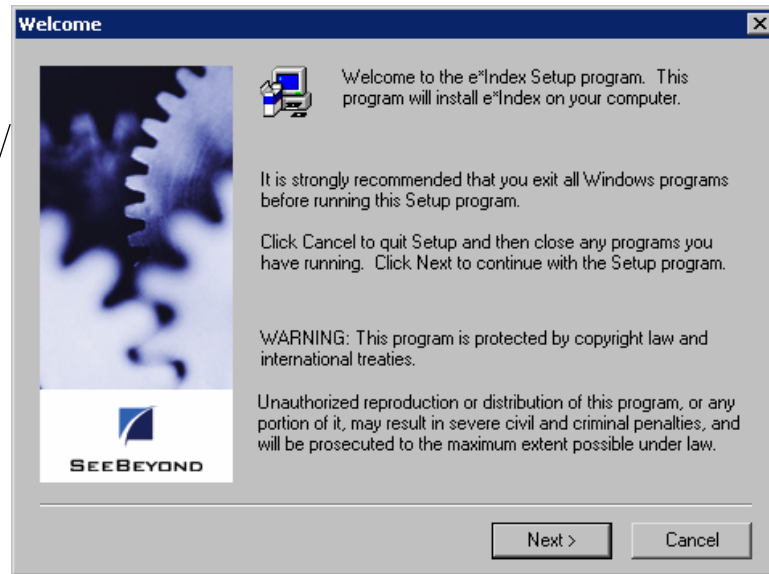 Welcome
Welcome to the e*Index Setup program. This
program will install e*Index on your computer.
It is strongly recommended that you exit all Windows programs
before running this Setup program.
Click Cancel to quit Setup and then close any programs you
have running. Click Next to continue with the Setup program.
WARNING: This program is protected by copyright law and
international treaties.
Unauthorized reproduction or distribution of this program, or any
portion of it, may result in severe civil and criminal penalties, and
will be prosecuted to the maximum extent possible under law.
SEEBEYOND
Next >
Cancel